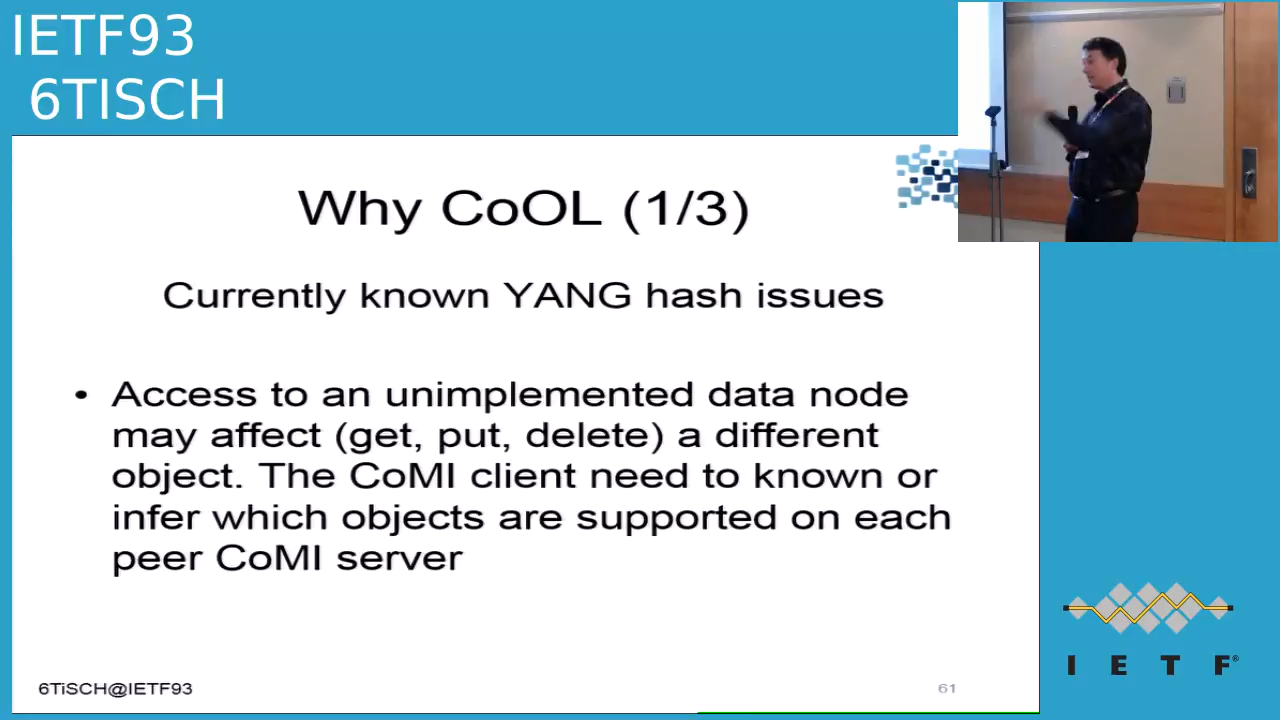 IETF93
6TISCH
Why CoOL (1/3)
Currently known YANG hash issues
• Access to an unimplemented data node
may affect (get, put, delete) a different
object. The CoMI client need to known or
infer which objects are supported on each
peer CoMI server
6TiSCH@IETF93
61
I E T F®